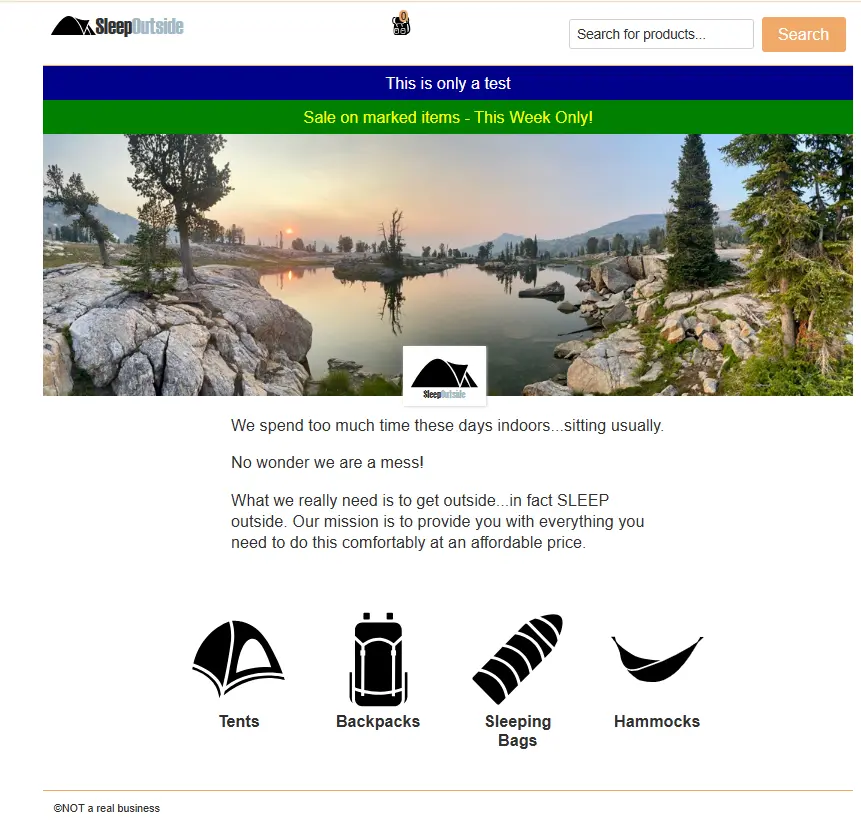 SleepOutside
0
Search for products...
Search
This is only a test
Sale on marked items - This Week Only!
SleepOutside
We spend too much time these days indoors...sitting usually.
No wonder we are a mess!
What we really need is to get outside...in fact SLEEP
outside. Our mission is to provide you with everything you
need to do this comfortably at an affordable price.
Tents
Backpacks
Sleeping
Bags
Hammocks
©NOT a real business